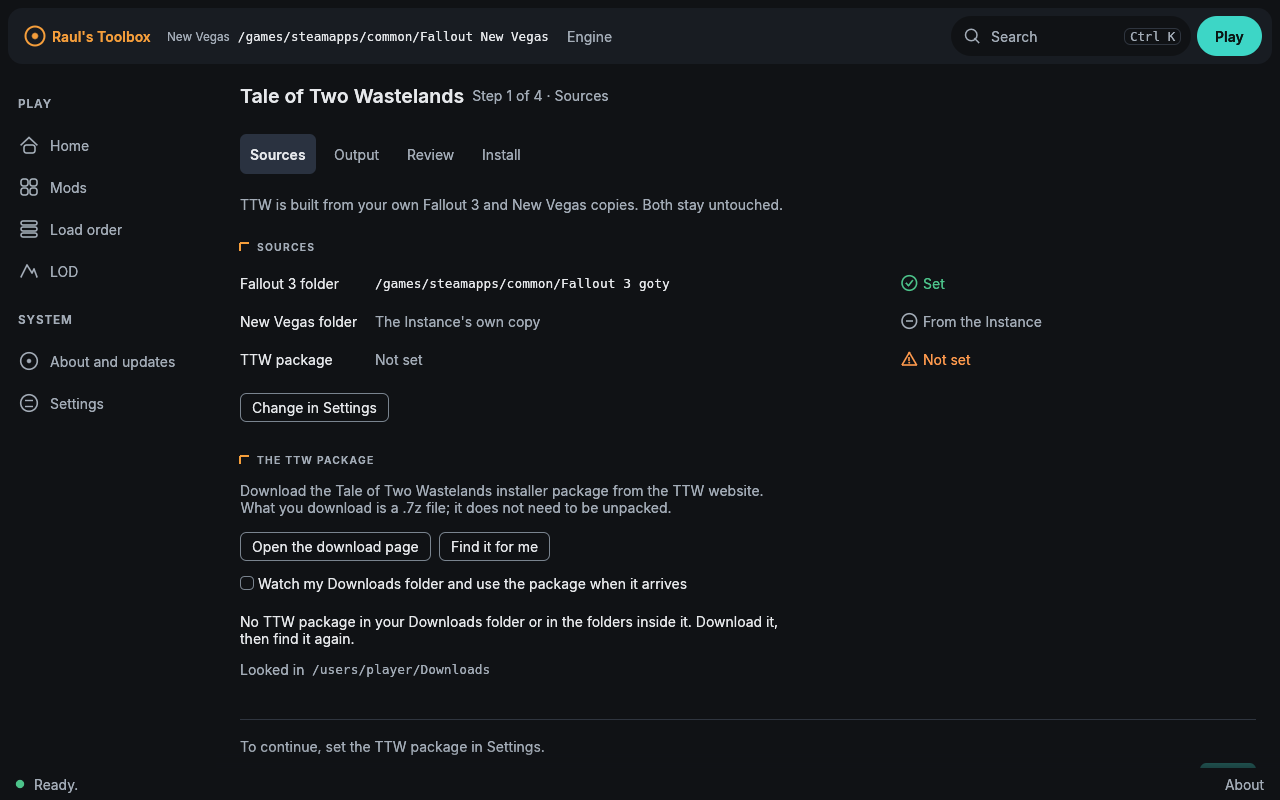 Raul's Toolbox New Vegas /games/steamapps/common/Fallout New Vegas Engine Search Ctrl K Play
PLAY
Home
Mods
Load order
LOD
SYSTEM
About and updates
Settings
Tale of Two Wastelands Step 1 of 4 · Sources
Sources Output Review Install
TTW is built from your own Fallout 3 and New Vegas copies. Both stay untouched.
SOURCES
Fallout 3 folder /games/steamapps/common/Fallout 3 goty Set
New Vegas folder The Instance's own copy From the Instance
TTW package Not set Not set
Change in Settings
THE TTW PACKAGE
Download the Tale of Two Wastelands installer package from the TTW website.
What you download is a .7z file; it does not need to be unpacked.
Open the download page Find it for me
Watch my Downloads folder and use the package when it arrives
No TTW package in your Downloads folder or in the folders inside it. Download it,
then find it again.
Looked in /users/player/Downloads
To continue, set the TTW package in Settings.
Ready. About